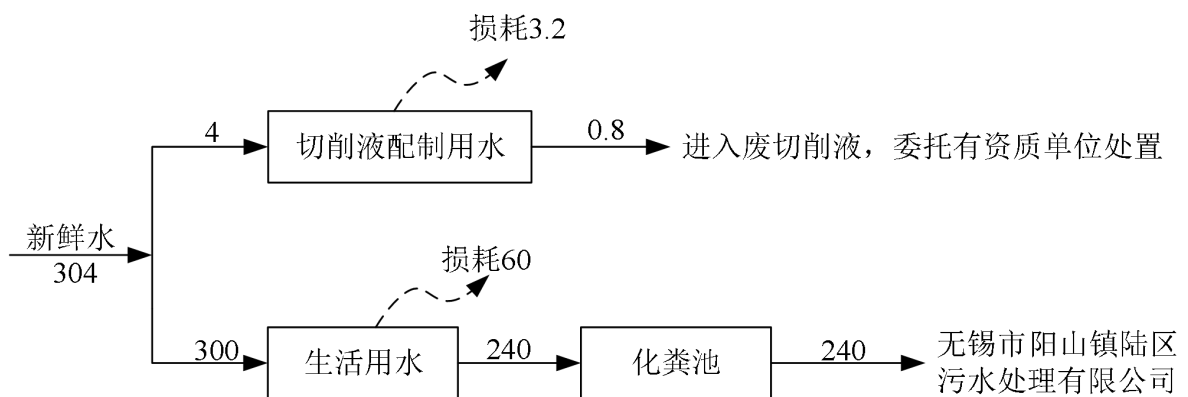 损耗3.2
4
切削液配制用水
0.8
进入废切削液，委托有资质单位处置
新鲜水
304
损耗60
300
生活用水
240
化粪池
240
无锡市阳山镇陆区
污水处理有限公司